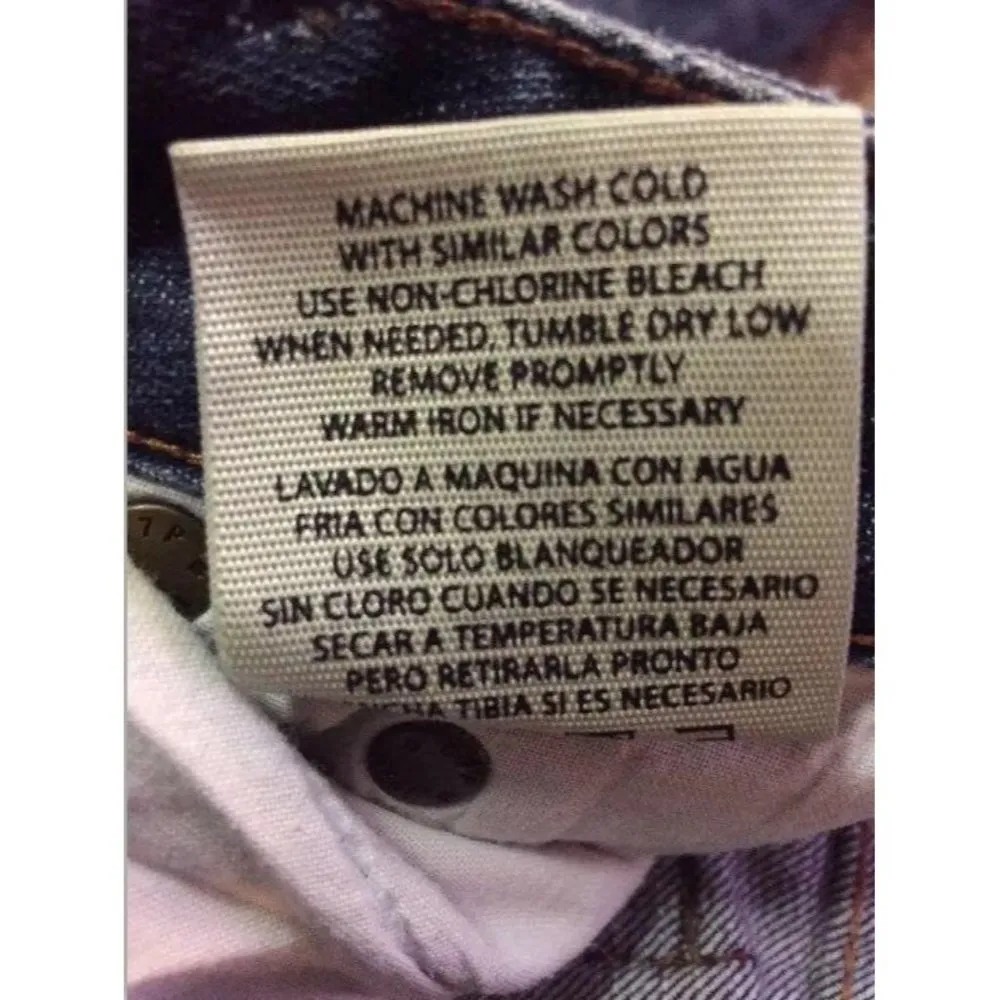 MACHINE WASH COLD
WITH SIMILAR COLORS
USE NON-CHLORINE BLEACH
WHEN NEEDED, TUMBLE DRY LOW
REMOVE PROMPTLY
WARM IRON IF NECESSARY
LAVADO A MAQUINA CON AGUA
FRIA CON COLORES SIMILARES
USE SOLO BLANQUEADOR
SIN CLORO CUANDO SE NECESARIO
SECAR A TEMPERATURA BAJA
PERO RETIRARLA PRONTO
TIBIA SI ES NECESARIO
7